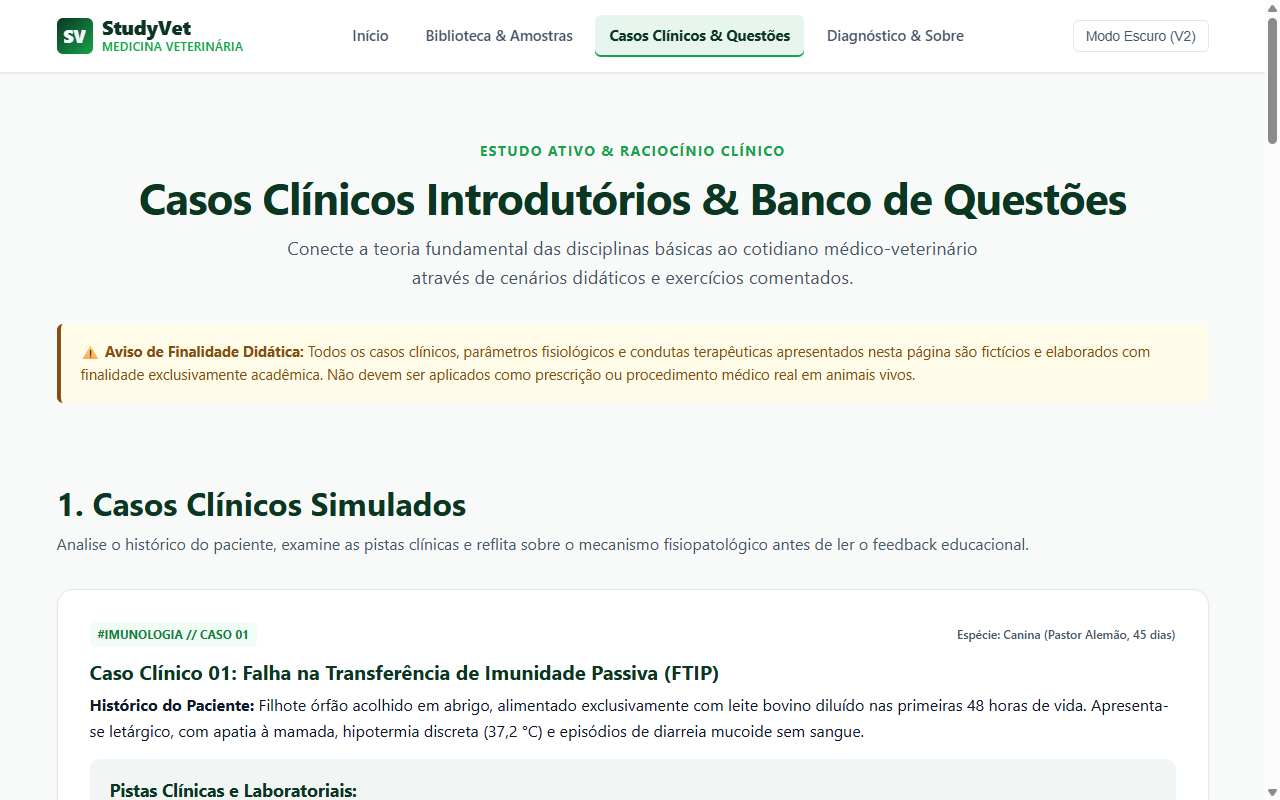 SV
StudyVet
MEDICINA VETERINÁRIA
Início
Biblioteca & Amostras
Casos Clínicos & Questões
Diagnóstico & Sobre
Modo Escuro (V2)
ESTUDO ATIVO & RACIOCÍNIO CLÍNICO
Casos Clínicos Introdutórios & Banco de Questões
Conecte a teoria fundamental das disciplinas básicas ao cotidiano médico-veterinário
através de cenários didáticos e exercícios comentados.
⚠️ Aviso de Finalidade Didática: Todos os casos clínicos, parâmetros fisiológicos e condutas terapêuticas apresentados nesta página são fictícios e elaborados com
finalidade exclusivamente acadêmica. Não devem ser aplicados como prescrição ou procedimento médico real em animais vivos.
1. Casos Clínicos Simulados
Analise o histórico do paciente, examine as pistas clínicas e reflita sobre o mecanismo fisiopatológico antes de ler o feedback educacional.
#IMUNOLOGIA // CASO 01
Espécie: Canina (Pastor Alemão, 45 dias)
Caso Clínico 01: Falha na Transferência de Imunidade Passiva (FTIP)
Histórico do Paciente: Filhote órfão acolhido em abrigo, alimentado exclusivamente com leite bovino diluído nas primeiras 48 horas de vida. Apresenta-
se letárgico, com apatia à mamada, hipotermia discreta (37,2 °C) e episódios de diarreia mucoide sem sangue.
Pistas Clínicas e Laboratoriais: